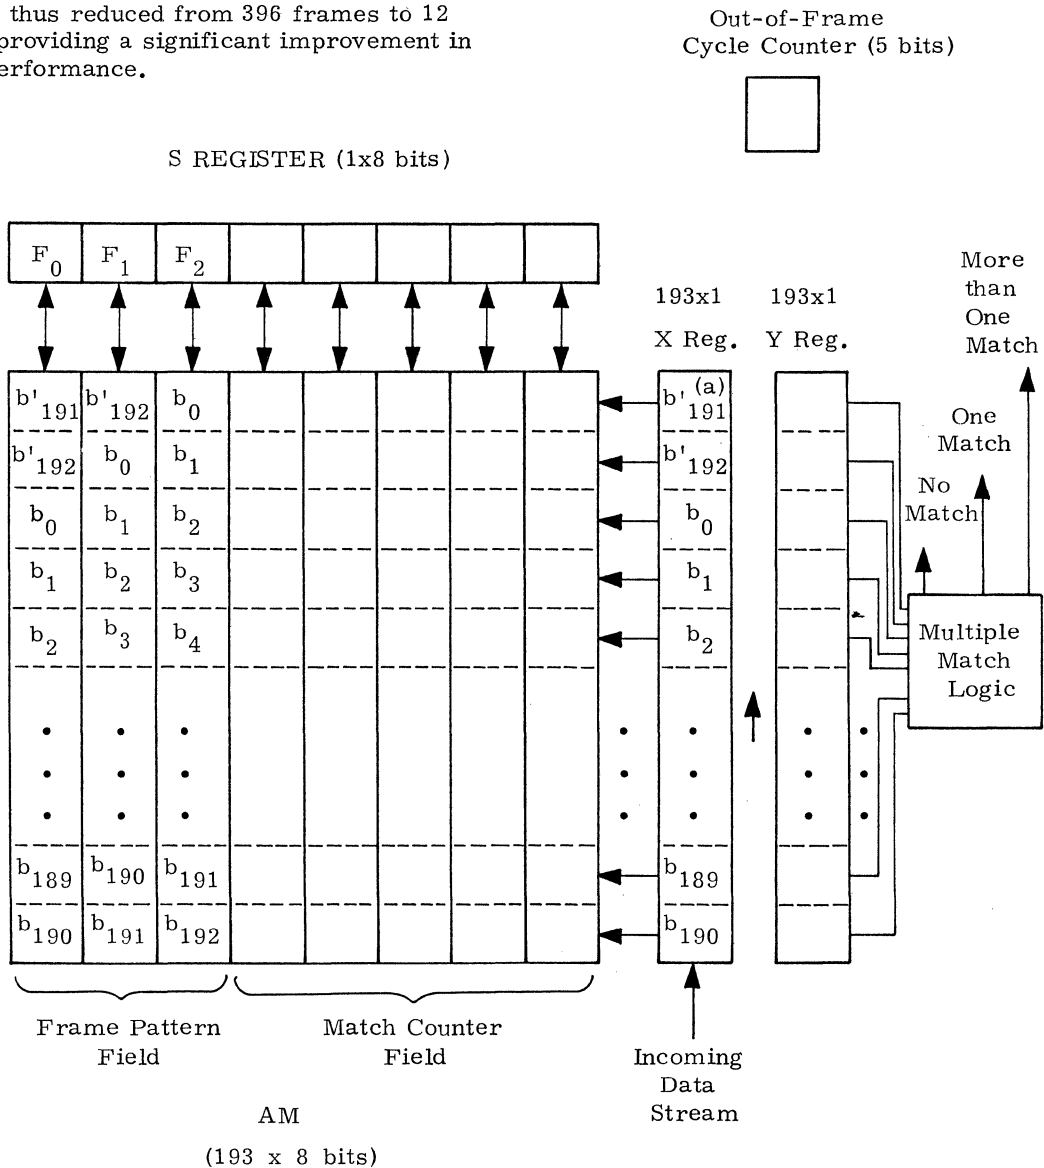 thus reduced from 396 frames to 12
providing a significant improvement in
erformance.
Out-of-Frame
Cycle Counter (5 bits)
S REGISTER (1x8 bits)
F0 F1 F2
193x1 193x1
X Reg. Y Reg.
More
than
One
Match
One
Match
No
Match
b'191 b'192 b0 b'191 (a)
b'192 b0 b1 b'192
b0 b1 b2 b0
b1 b2 b3 b1
b2 b3 b4 b2
Multiple
Match
Logic
b189 b190 b191 b189
b190 b191 b192 b190
Frame Pattern
Field
Match Counter
Field
Incoming
Data
Stream
AM
(193 x 8 bits)